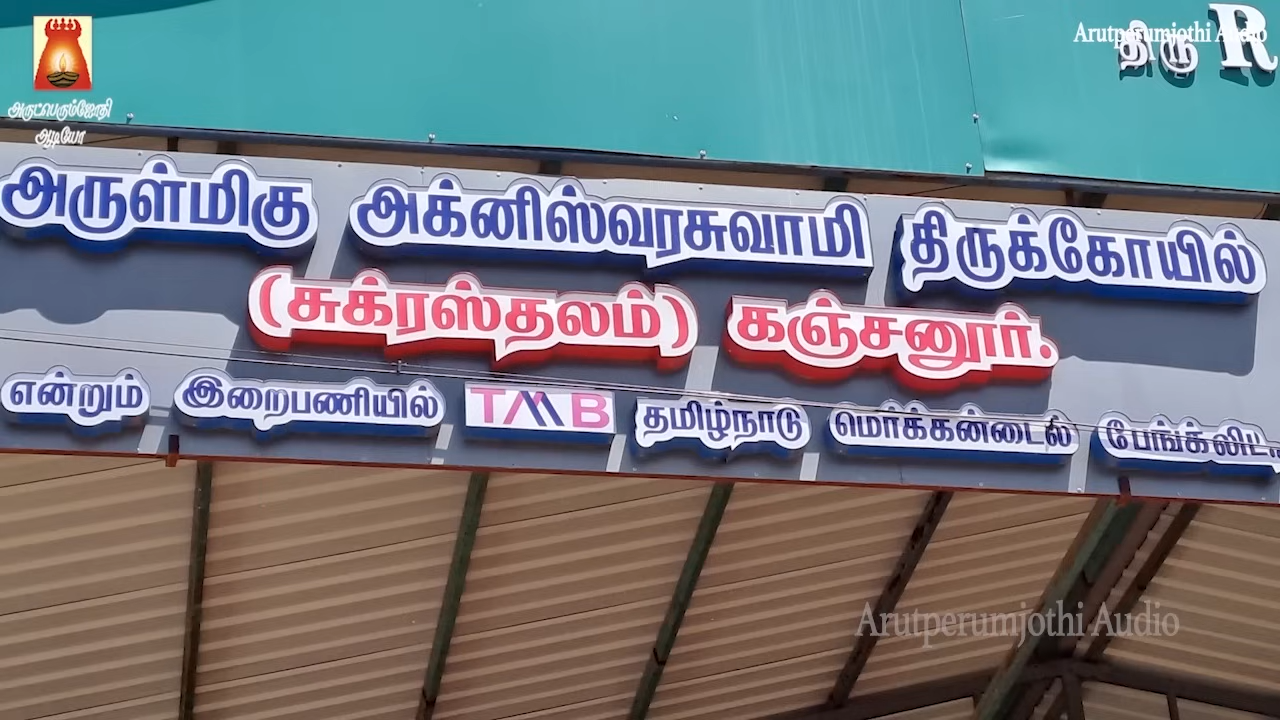 Arutperumjothi Audio
திரு R
அருட்பெரும்ஜோதி
ஆடியோ
அருள்மிகு அக்னிஸ்வரசுவாமி திருக்கோயில்
(சுக்ரஸ்தலம்) கஞ்சனூர்.
என்றும் இறைபணியில் TMB தமிழ்நாடு மெர்க்கன்டைல் பேங்க்லிட.,
Arutperumjothi Audio